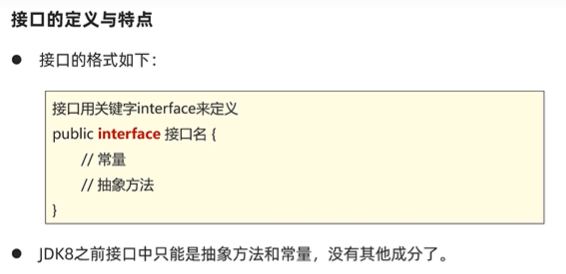 接口的定义与特点
● 接口的格式如下：
接口用关键字interface来定义
public interface 接口名 {
// 常量
// 抽象方法
}
● JDK8之前接口中只能是抽象方法和常量，没有其他成分了。